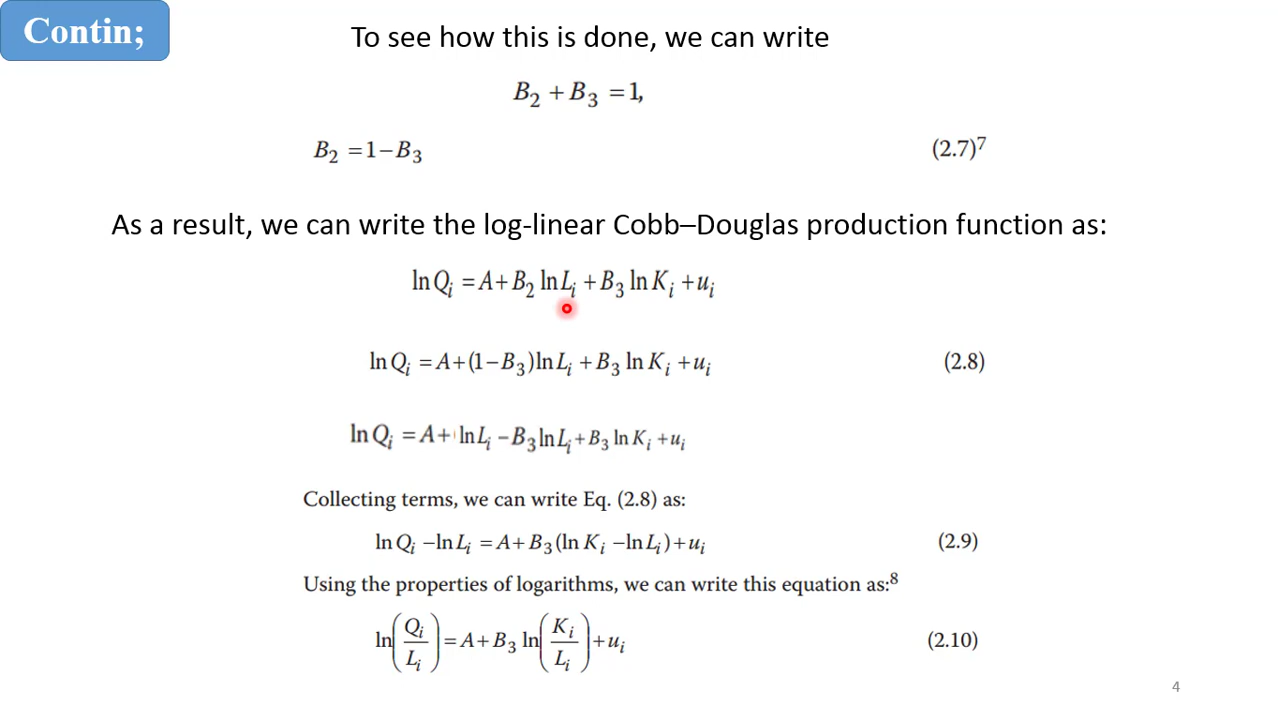 Contin;
To see how this is done, we can write
B₂ + B₃ = 1,
B₂ = 1 − B₃ (2.7)⁷
As a result, we can write the log-linear Cobb–Douglas production function as:
ln Qᵢ = A + B₂ ln Lᵢ + B₃ ln Kᵢ + uᵢ
ln Qᵢ = A + (1 − B₃) ln Lᵢ + B₃ ln Kᵢ + uᵢ (2.8)
ln Qᵢ = A + ln Lᵢ − B₃ ln Lᵢ + B₃ ln Kᵢ + uᵢ
Collecting terms, we can write Eq. (2.8) as:
ln Qᵢ − ln Lᵢ = A + B₃(ln Kᵢ − ln Lᵢ) + uᵢ (2.9)
Using the properties of logarithms, we can write this equation as:⁸
ln(Qᵢ/Lᵢ) = A + B₃ ln(Kᵢ/Lᵢ) + uᵢ (2.10)
4